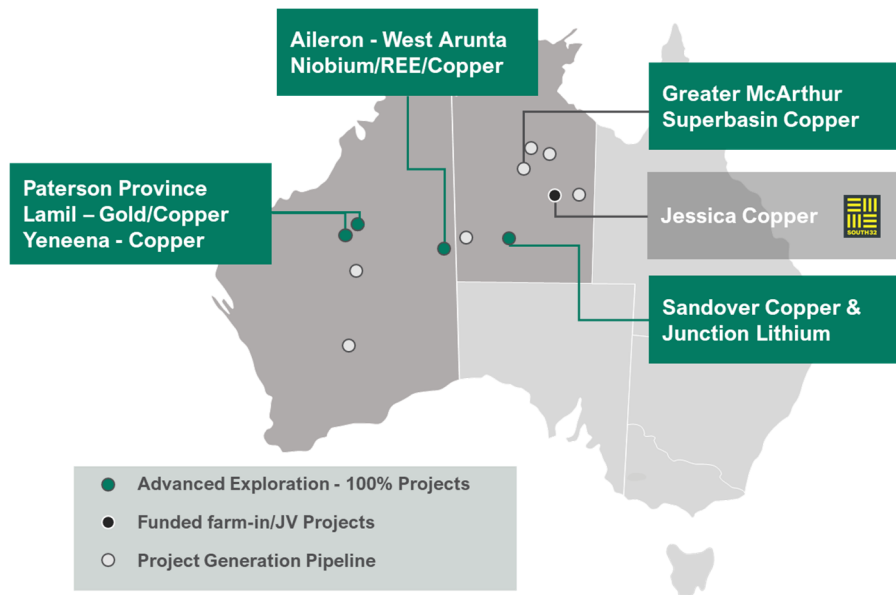 Aileron - West Arunta
Niobium/REE/Copper
Greater McArthur
Superbasin Copper
Paterson Province
Lamil – Gold/Copper
Yeneena - Copper
Jessica Copper
SOUTH32
Sandover Copper &
Junction Lithium
Advanced Exploration - 100% Projects
Funded farm-in/JV Projects
Project Generation Pipeline